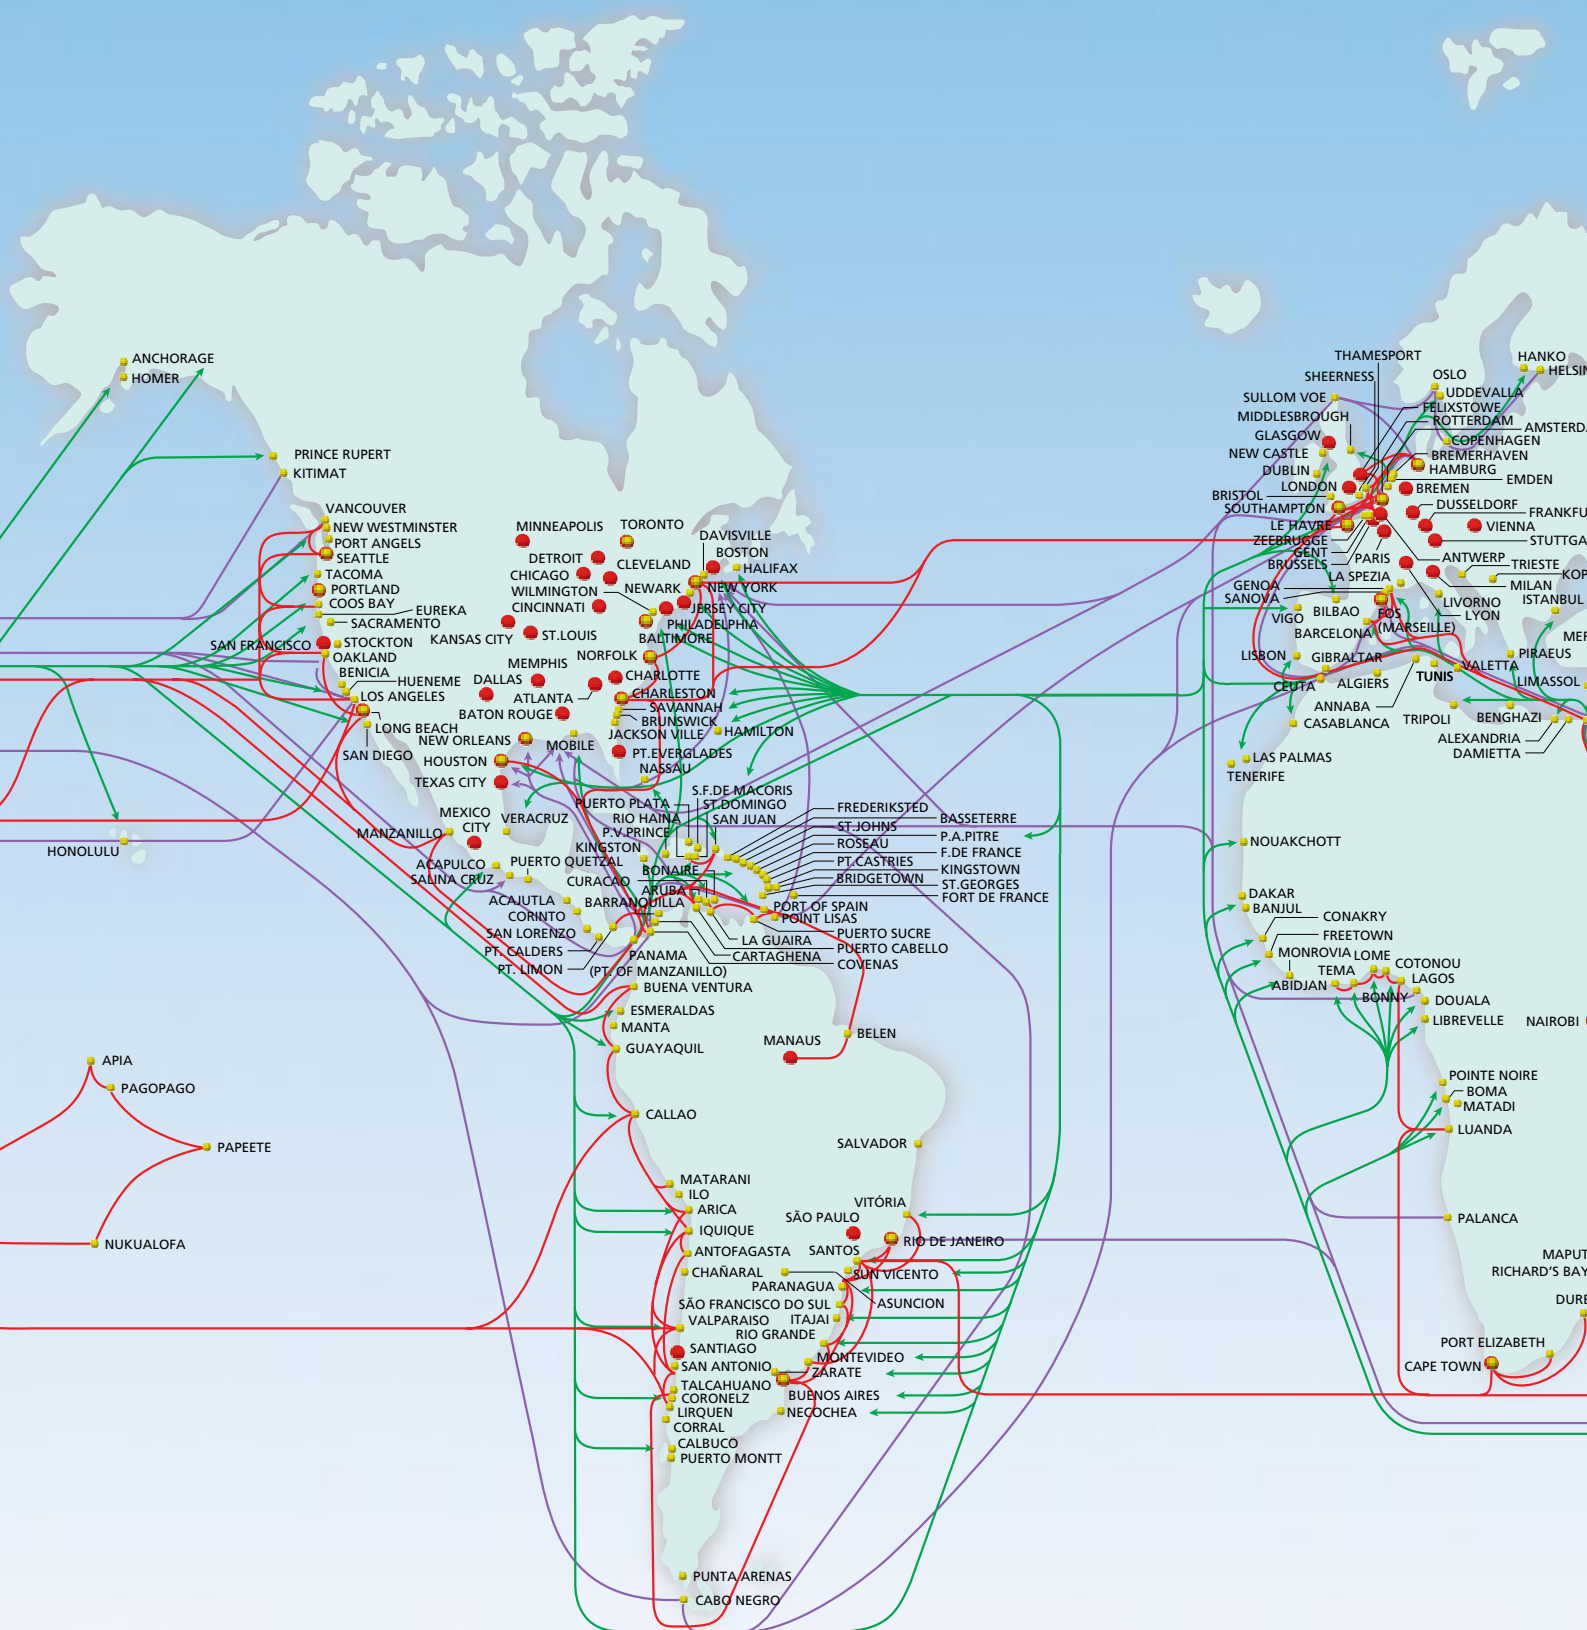 ANCHORAGE
HOMER
PRINCE RUPERT
KITIMAT
VANCOUVER
NEW WESTMINSTER
PORT ANGELS
SEATTLE
TACOMA
PORTLAND
COOS BAY
EUREKA
SACRAMENTO
SAN FRANCISCO
STOCKTON
OAKLAND
BENICIA
HUENEME
LOS ANGELES
LONG BEACH
SAN DIEGO
HONOLULU
MINNEAPOLIS
TORONTO
DAVISVILLE
BOSTON
HALIFAX
DETROIT
CLEVELAND
CHICAGO
NEWARK
NEW YORK
WILMINGTON
CINCINNATI
JERSEY CITY
PHILADELPHIA
KANSAS CITY
ST.LOUIS
BALTIMORE
NORFOLK
MEMPHIS
CHARLOTTE
DALLAS
ATLANTA
CHARLESTON
SAVANNAH
BATON ROUGE
BRUNSWICK
JACKSON VILLE
HAMILTON
NEW ORLEANS
MOBILE
HOUSTON
PT.EVERGLADES
NASSAU
TEXAS CITY
MEXICO
CITY
VERACRUZ
MANZANILLO
ACAPULCO
SALINA CRUZ
PUERTO QUETZAL
ACAJUTLA
CORINTO
SAN LORENZO
PT. CALDERS
PT. LIMON
PUERTO PLATA
S.F.DE MACORIS
ST.DOMINGO
RIO HAINA
SAN JUAN
P.V.PRINCE
KINGSTON
BONAIRE
CURACAO
ARUBA
BARRANQUILLA
FREDERIKSTED
BASSETERRE
ST.JOHNS
P.A.PITRE
ROSEAU
F.DE FRANCE
PT.CASTRIES
KINGSTOWN
BRIDGETOWN
ST.GEORGES
FORT DE FRANCE
PORT OF SPAIN
POINT LISAS
PUERTO SUCRE
LA GUAIRA
PUERTO CABELLO
CARTAGHENA
COVENAS
PANAMA
(PT. OF MANZANILLO)
BUENA VENTURA
ESMERALDAS
MANTA
GUAYAQUIL
MANAUS
BELEN
CALLAO
SALVADOR
MATARANI
ILO
ARICA
IQUIQUE
ANTOFAGASTA
CHAÑARAL
VITÓRIA
SÃO PAULO
RIO DE JANEIRO
SANTOS
SUN VICENTO
PARANAGUA
ASUNCION
SÃO FRANCISCO DO SUL
ITAJAI
VALPARAISO
RIO GRANDE
SANTIAGO
MONTEVIDEO
SAN ANTONIO
ZARATE
TALCAHUANO
BUENOS AIRES
CORONELZ
NECOCHEA
LIRQUEN
CORRAL
CALBUCO
PUERTO MONTT
PUNTA ARENAS
CABO NEGRO
APIA
PAGOPAGO
PAPEETE
NUKUALOFA
THAMESPORT
SHEERNESS
SULLOM VOE
MIDDLESBROUGH
GLASGOW
NEW CASTLE
DUBLIN
LONDON
BRISTOL
SOUTHAMPTON
LE HAVRE
ZEEBRUGGE
GENT
BRUSSELS
PARIS
OSLO
UDDEVALLA
HANKO
HELSIN
FELIXSTOWE
ROTTERDAM
AMSTERDA
COPENHAGEN
BREMERHAVEN
HAMBURG
EMDEN
BREMEN
DUSSELDORF
FRANKFU
VIENNA
STUTTGA
ANTWERP
TRIESTE
KOP
LA SPEZIA
MILAN
GENOA
SANOVA
LIVORNO
LYON
ISTANBUL
VIGO
BILBAO
FOS
(MARSEILLE)
BARCELONA
MER
LISBON
GIBRALTAR
PIRAEUS
VALETTA
CEUTA
ALGIERS
TUNIS
LIMASSOL
ANNABA
TRIPOLI
BENGHAZI
CASABLANCA
ALEXANDRIA
DAMIETTA
LAS PALMAS
TENERIFE
NOUAKCHOTT
DAKAR
BANJUL
CONAKRY
FREETOWN
MONROVIA
LOME
COTONOU
TEMA
LAGOS
ABIDJAN
BONNY
DOUALA
LIBREVELLE
NAIROBI
POINTE NOIRE
BOMA
MATADI
LUANDA
PALANCA
MAPUT
RICHARD'S BAY
DURB
PORT ELIZABETH
CAPE TOWN